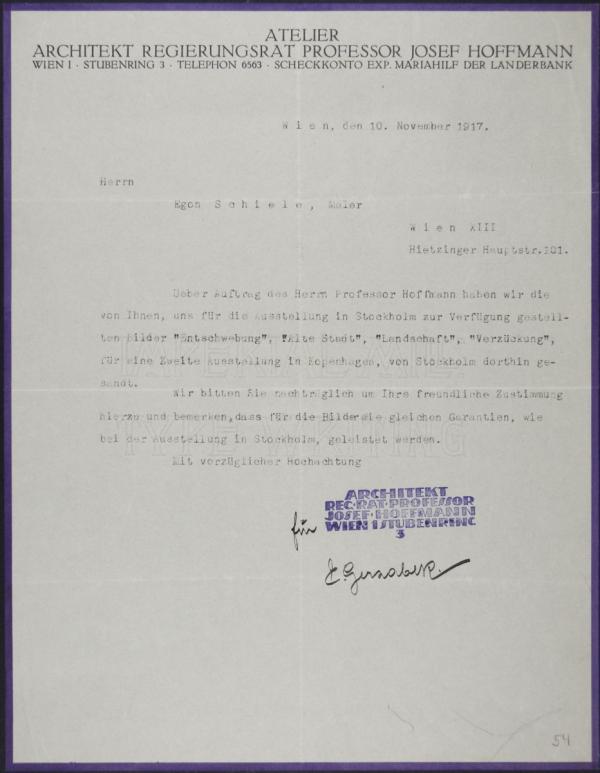 ATELIER
ARCHITEKT REGIERUNGSRAT PROFESSOR JOSEF HOFFMANN
WIEN I · STUBENRING 3 · TELEPHON 6563 · SCHECKKONTO EXP. MARIAHILF DER LANDERBANK
Wien, den 10. November 1917.
Herrn
Egon Schiele, Maler
Wien XIII
Hietzinger Hauptstr.101.
Ueber Auftrag des Herrn Professor Hoffmann haben wir die
von Ihnen, uns für die Ausstellung in Stockholm zur Verfügung gestell-
ten Bilder "Entschwebung", "Alte Stadt", "Landschaft", "Verzückung",
für eine Zweite Ausstellung in Kopenhagen, von Stockholm dorthin ge-
sandt.
Wir bitten Sie nachträglich um Ihre freundliche Zustimmung
hierzu und bemerken,dass für die Bilder die gleichen Garantien, wie
bei der Ausstellung in Stockholm, geleistet werden.
Mit vorzüglicher Hochachtung
ARCHITEKT
REG·RAT·PROFESSOR
JOSEF·HOFFMANN
für WIEN I STUBENRING
3
54